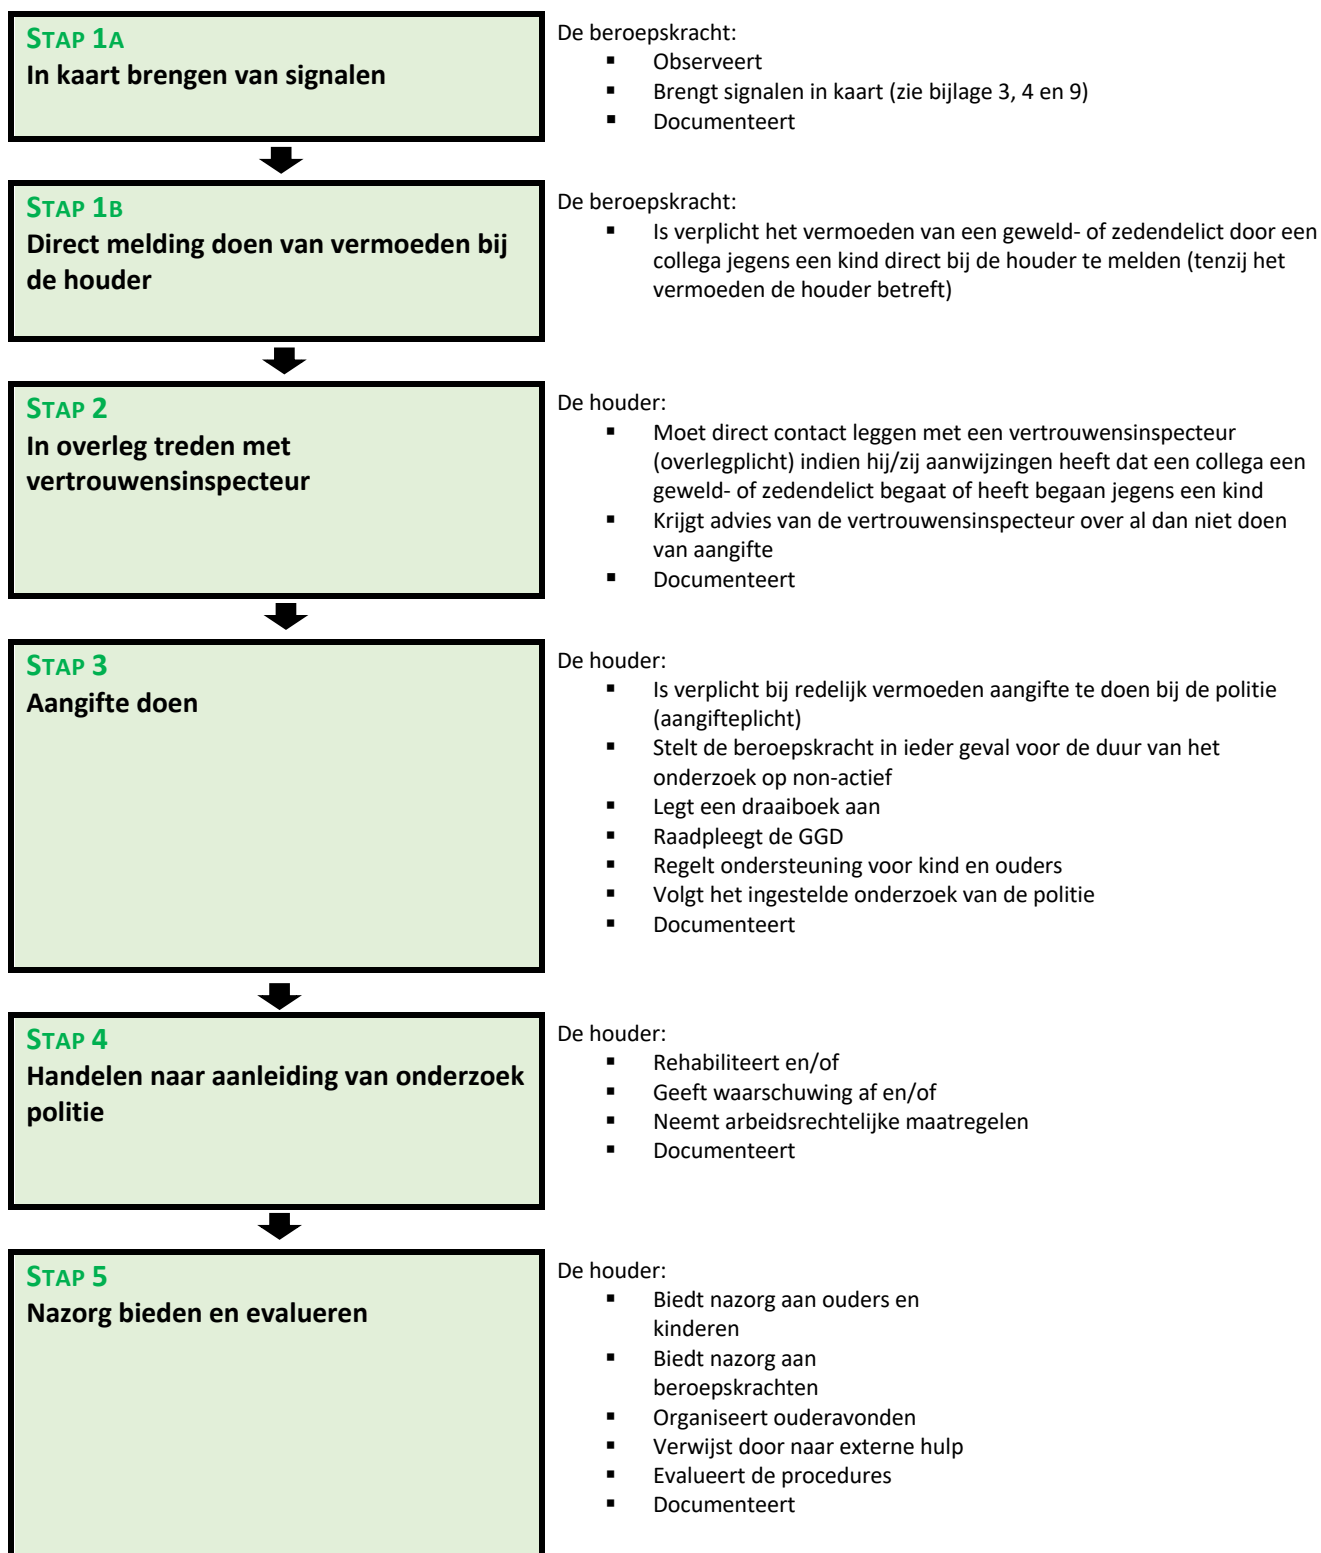 STAP 1A
In kaart brengen van signalen
De beroepskracht:
▪ Observeert
▪ Brengt signalen in kaart (zie bijlage 3, 4 en 9)
▪ Documenteert
STAP 1B
Direct melding doen van vermoeden bij
de houder
De beroepskracht:
▪ Is verplicht het vermoeden van een geweld- of zedendelict door een
collega jegens een kind direct bij de houder te melden (tenzij het
vermoeden de houder betreft)
STAP 2
In overleg treden met
vertrouwensinspecteur
De houder:
▪ Moet direct contact leggen met een vertrouwensinspecteur
(overlegplicht) indien hij/zij aanwijzingen heeft dat een collega een
geweld- of zedendelict begaat of heeft begaan jegens een kind
▪ Krijgt advies van de vertrouwensinspecteur over al dan niet doen
van aangifte
▪ Documenteert
STAP 3
Aangifte doen
De houder:
▪ Is verplicht bij redelijk vermoeden aangifte te doen bij de politie
(aangifteplicht)
▪ Stelt de beroepskracht in ieder geval voor de duur van het
onderzoek op non-actief
▪ Legt een draaiboek aan
▪ Raadpleegt de GGD
▪ Regelt ondersteuning voor kind en ouders
▪ Volgt het ingestelde onderzoek van de politie
▪ Documenteert
STAP 4
Handelen naar aanleiding van onderzoek
politie
De houder:
▪ Rehabiliteert en/of
▪ Geeft waarschuwing af en/of
▪ Neemt arbeidsrechtelijke maatregelen
▪ Documenteert
STAP 5
Nazorg bieden en evalueren
De houder:
▪ Biedt nazorg aan ouders en
kinderen
▪ Biedt nazorg aan
beroepskrachten
▪ Organiseert ouderavonden
▪ Verwijst door naar externe hulp
▪ Evalueert de procedures
▪ Documenteert